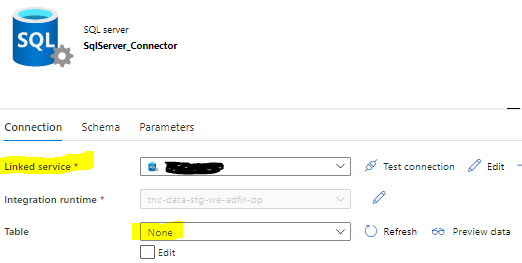 SQL
SQL server
SqlServer_Connector
Connection Schema Parameters
Linked service * Test connection Edit
Integration runtime * tnc-data-stg-we-adfir-op
Table None Refresh Preview data
Edit